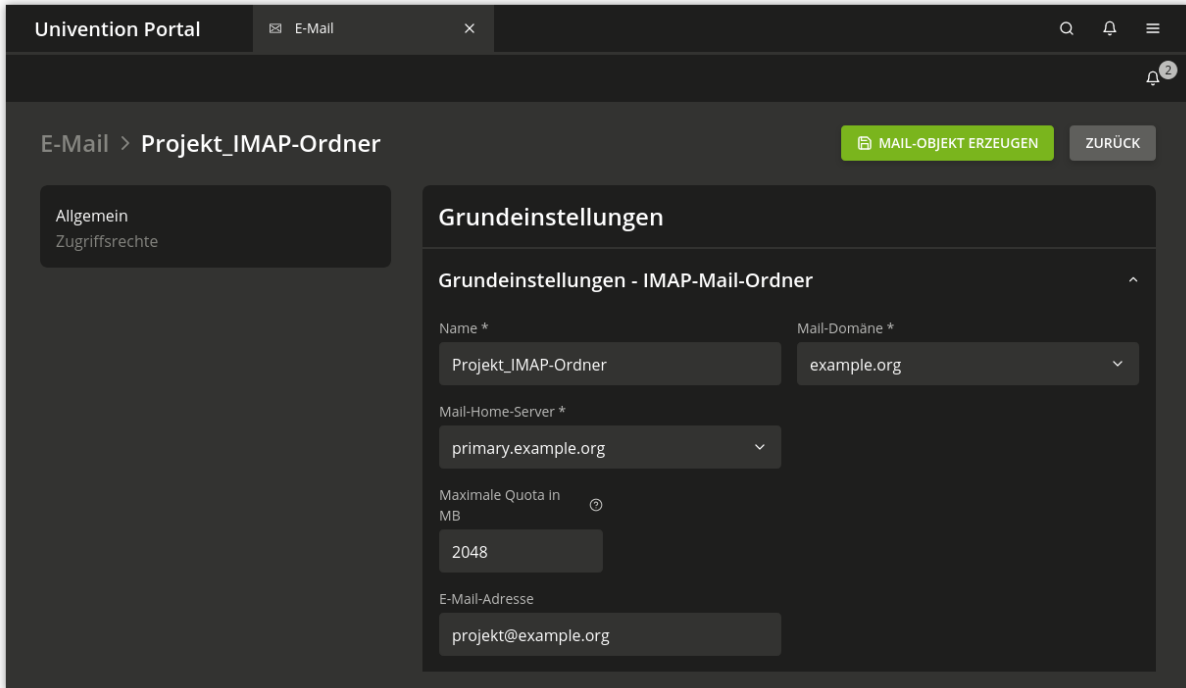 Univention Portal
E-Mail
2
E-Mail > Projekt_IMAP-Ordner
MAIL-OBJEKT ERZEUGEN
ZURÜCK
Allgemein
Zugriffsrechte
Grundeinstellungen
Grundeinstellungen - IMAP-Mail-Ordner
Name *
Mail-Domäne *
Projekt_IMAP-Ordner
example.org
Mail-Home-Server *
primary.example.org
Maximale Quota in
MB
2048
E-Mail-Adresse
projekt@example.org